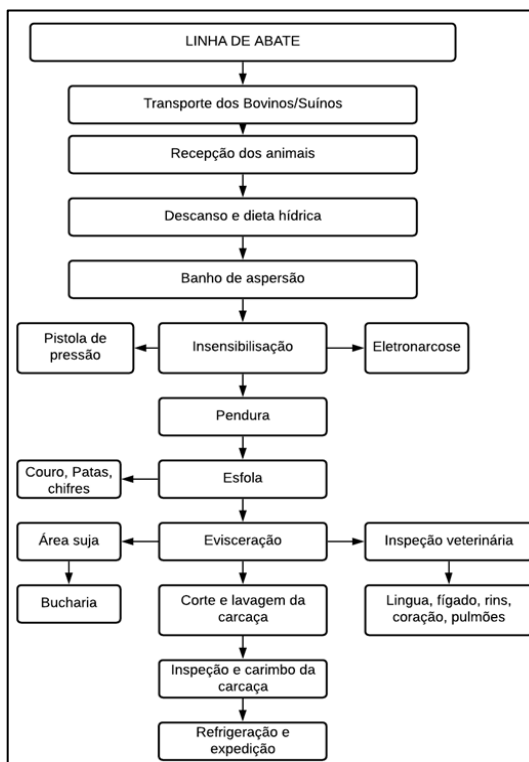 LINHA DE ABATE
Transporte dos Bovinos/Suínos
Recepção dos animais
Descanso e dieta hídrica
Banho de aspersão
Pistola de
pressão
Insensibilisação
Eletronarcose
Pendura
Couro, Patas,
chifres
Esfola
Área suja
Evisceração
Inspeção veterinária
Bucharia
Corte e lavagem da
carcaça
Lingua, fígado, rins,
coração, pulmões
Inspeção e carimbo da
carcaça
Refrigeração e
expedição